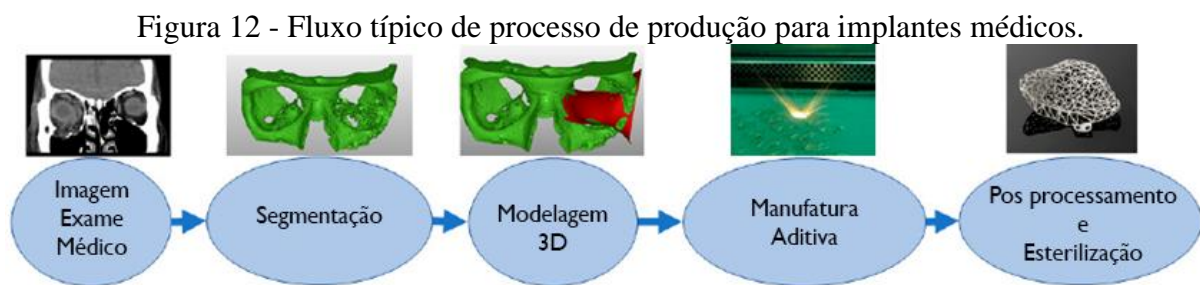 Figura 12 - Fluxo típico de processo de produção para implantes médicos.
Imagem
Exame
Médico
Segmentação
Modelagem
3D
Manufatura
Aditiva
Pos processamento
e
Esterilização